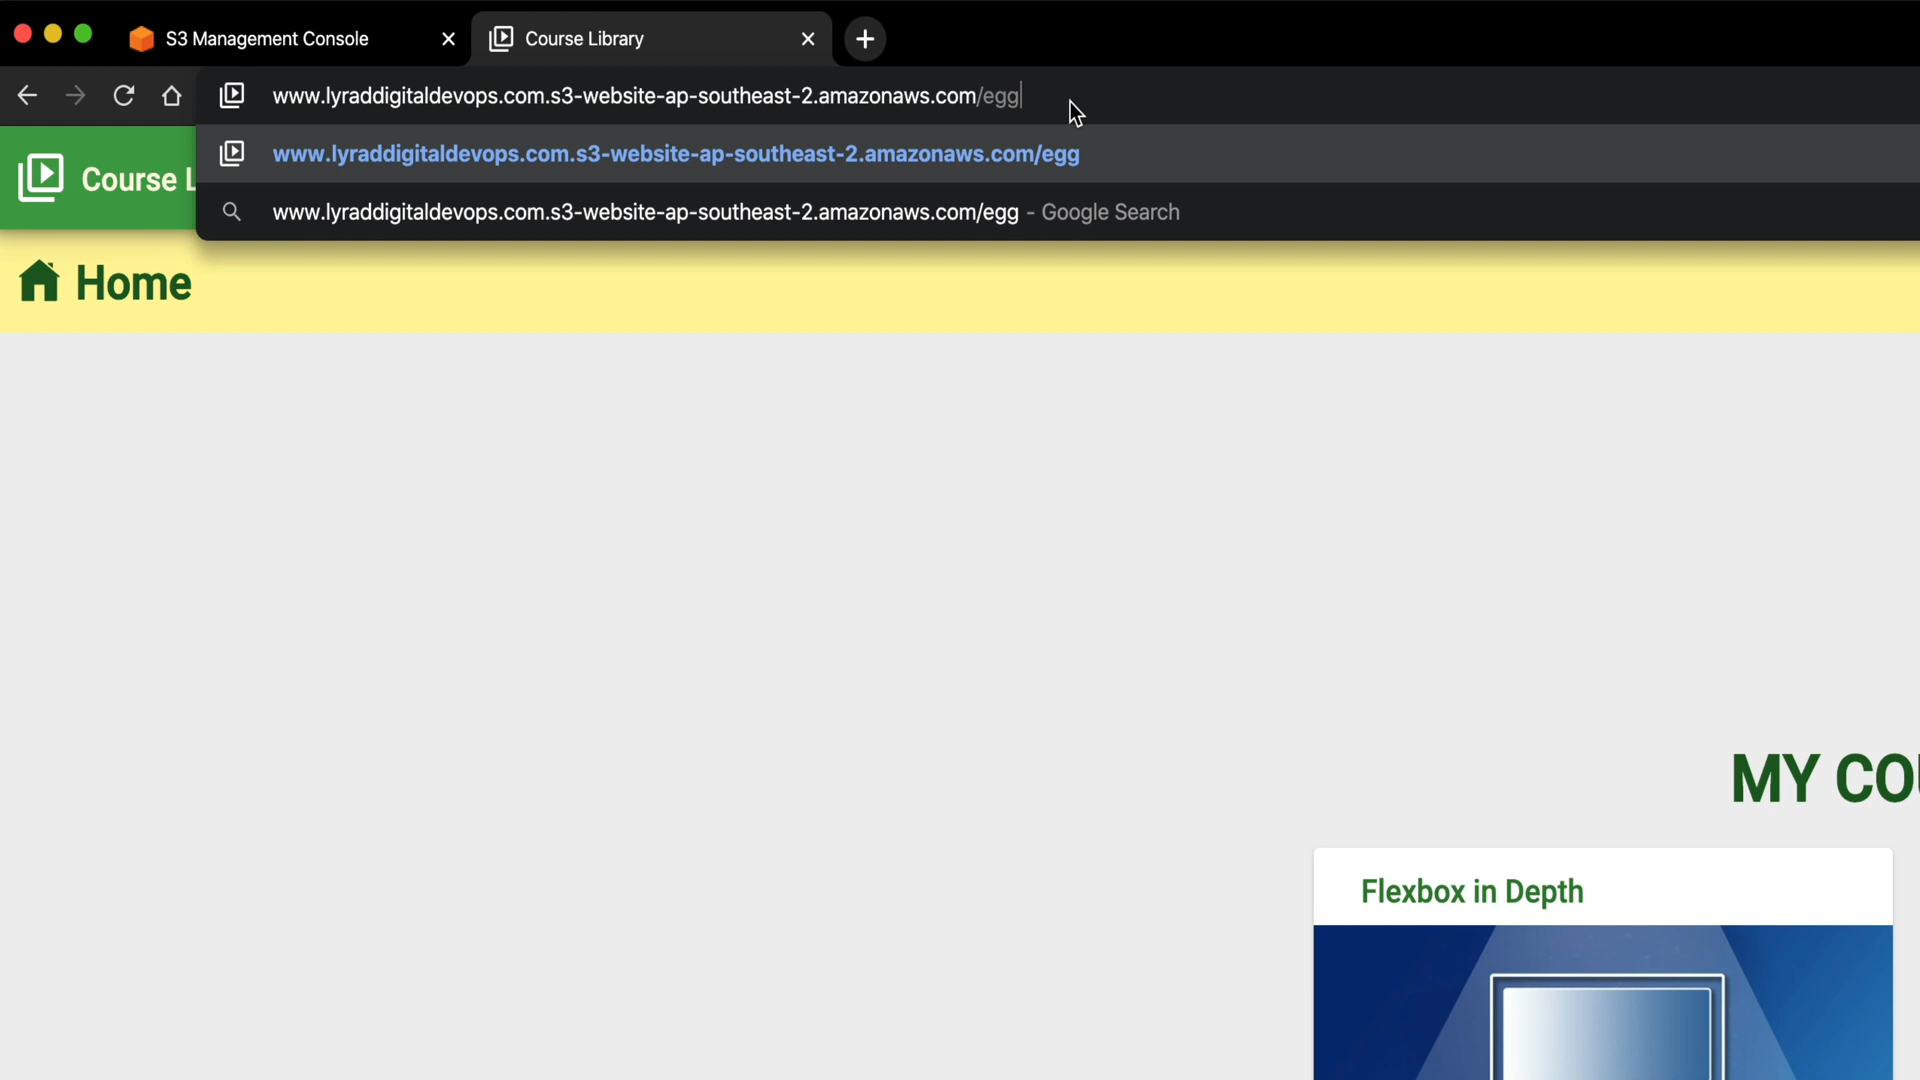 S3 Management Console
Course Library
www.lyraddigitaldevops.com.s3-website-ap-southeast-2.amazonaws.com/egg
www.lyraddigitaldevops.com.s3-website-ap-southeast-2.amazonaws.com/egg
Course L
www.lyraddigitaldevops.com.s3-website-ap-southeast-2.amazonaws.com/egg - Google Search
Home
MY COU
Flexbox in Depth